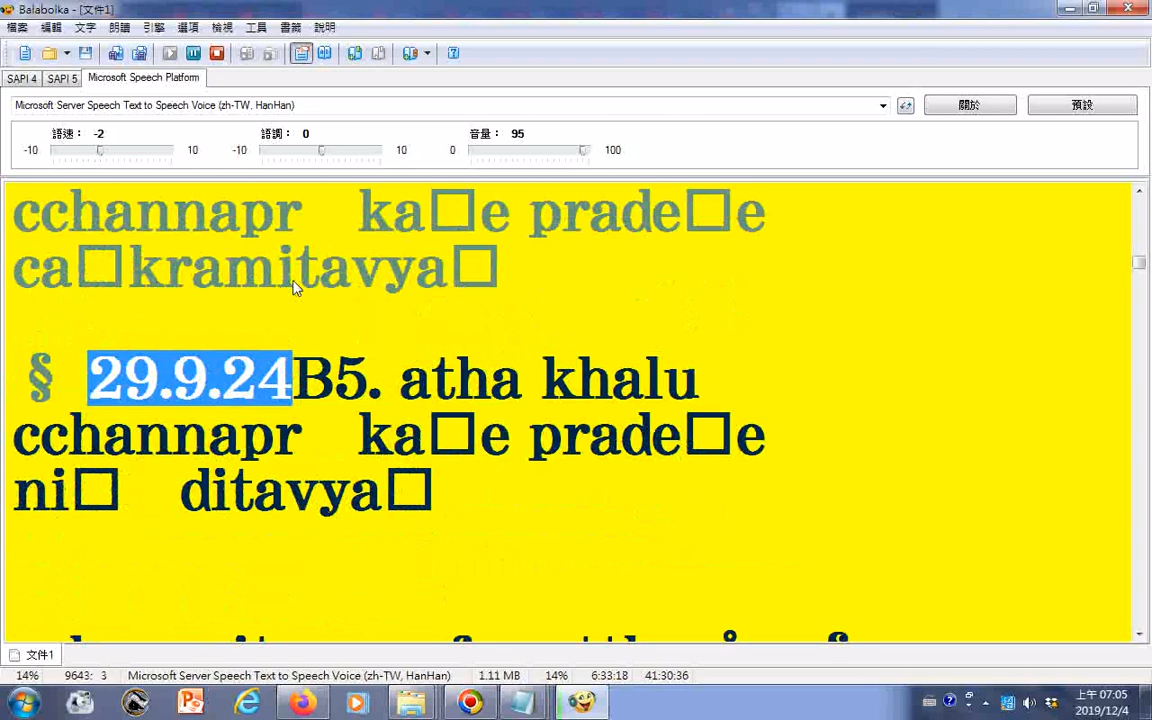 Balabolka - [文件1]
檔案 編輯 文字 朗讀 引擎 選項 檢視 工具 書籤 說明
SAPI 4 SAPI 5 Microsoft Speech Platform
Microsoft Server Speech Text to Speech Voice (zh-TW, HanHan) 關於 預設
語速： -2 語調： 0 音量： 95
-10 10 -10 10 0 100
cchannapr ka□e prade□e
ca□kramitavya□
§ 29.9.24B5. atha khalu
cchannapr ka□e prade□e
ni□ ditavya□
文件1
14% 9643: 3 Microsoft Server Speech Text to Speech Voice (zh-TW, HanHan) 1.11 MB 14% 6:33:18 41:30:36
上午 07:05
2019/12/4